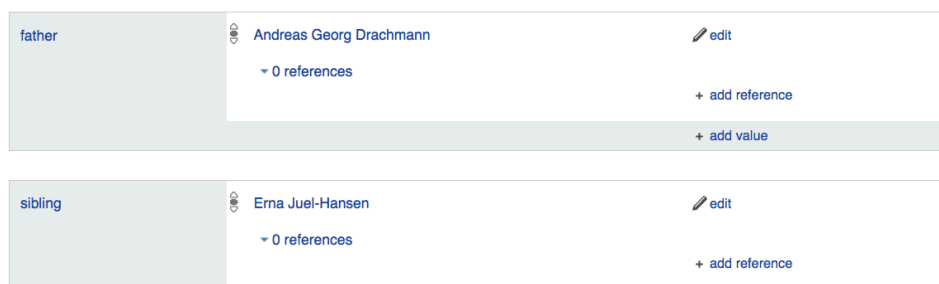 father
Andreas Georg Drachmann
edit
0 references
+ add reference
+ add value
sibling
Erna Juel-Hansen
edit
0 references
+ add reference